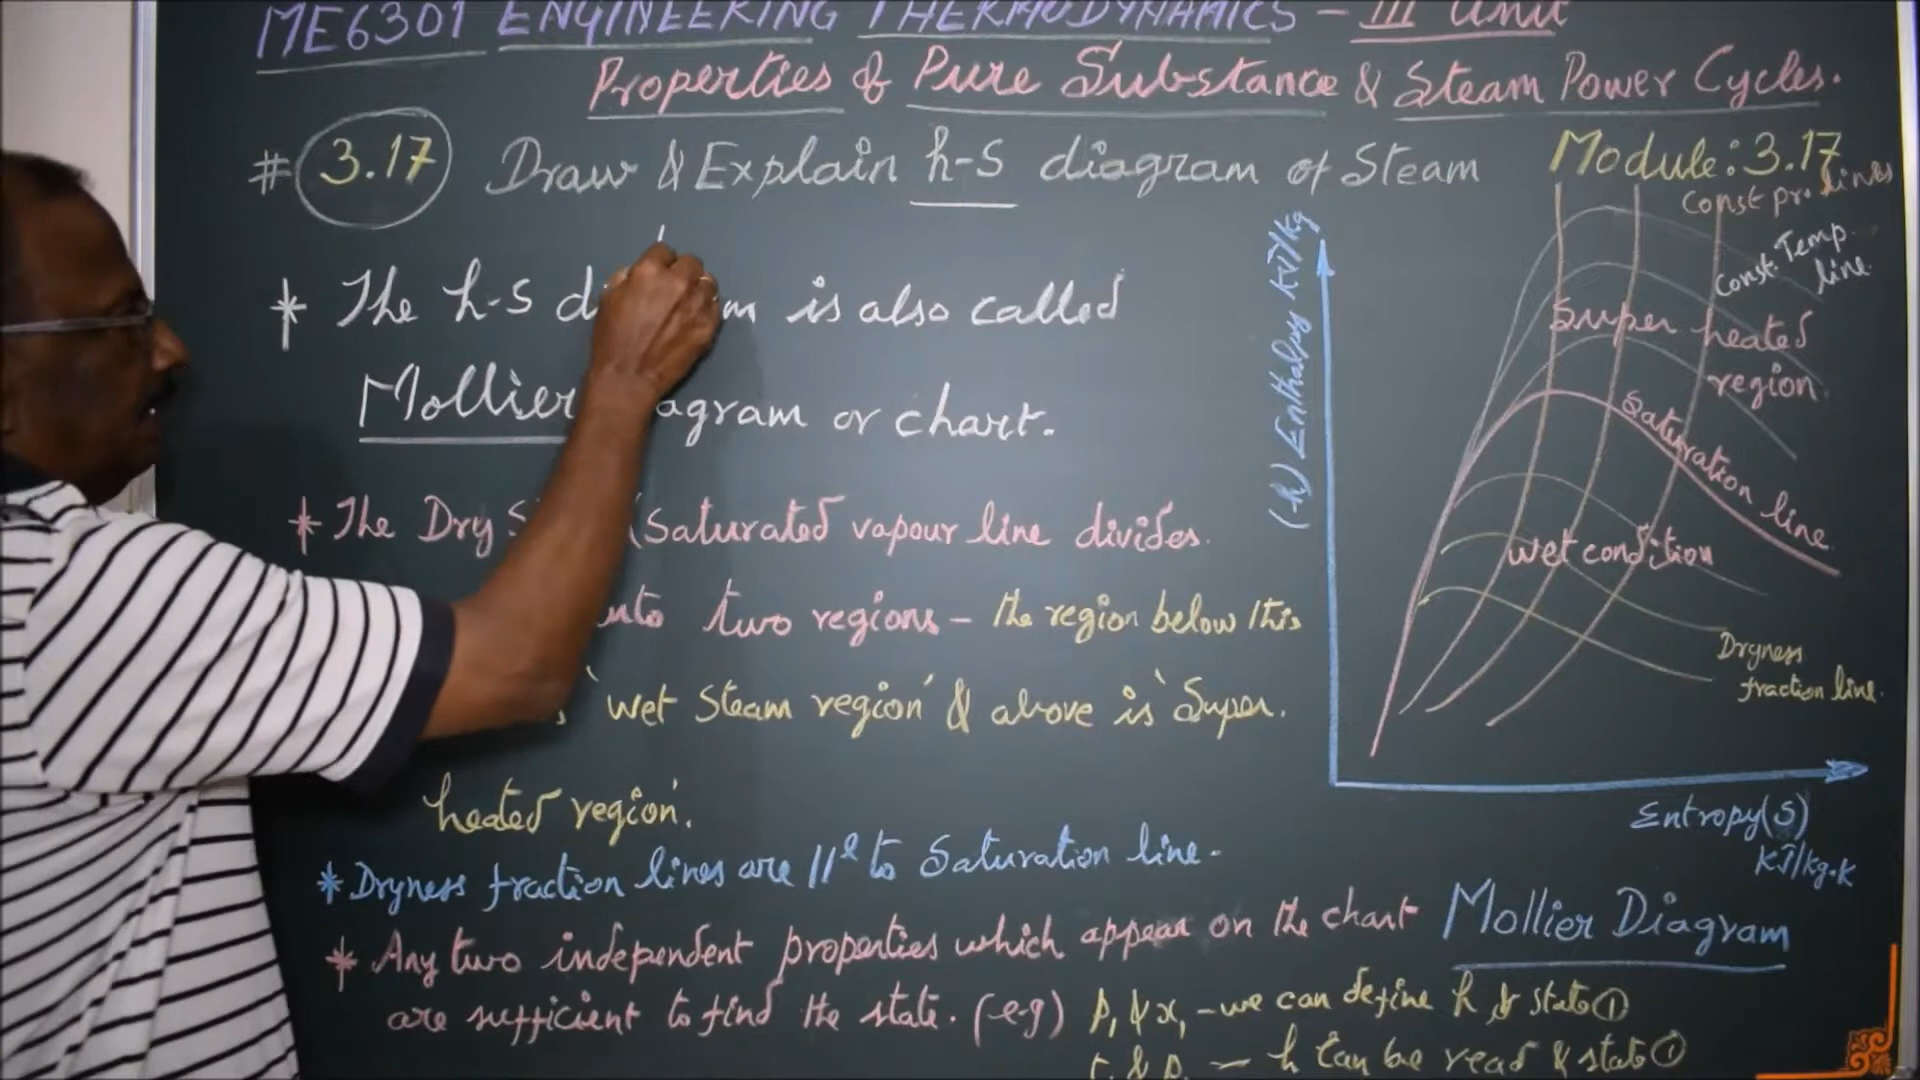 ME6301 ENGINEERING THERMODYNAMICS – III Unit
Properties of Pure Substance & Steam Power Cycles.
# 3.17 Draw & Explain h-s diagram of Steam
Module: 3.17
* The h-s is also called
Mollier or chart.
* The Dry (Saturated vapour line divides.
two regions – the region below this
'wet steam region' & above is 'Super.
heated region'.
* Dryness fraction lines are //l to Saturation line.
* Any two independent properties which appear on the chart
are sufficient to find the state. (e.g) p1 & x1 – we can define h & state ①
– h can be read & state ①
Const pr. lines
Const. Temp.
line.
Super heated
region
Saturation line
wet condition
Dryness
fraction line.
(h) Enthalpy kJ/kg
Entropy(s)
kJ/kg.K
Mollier Diagram